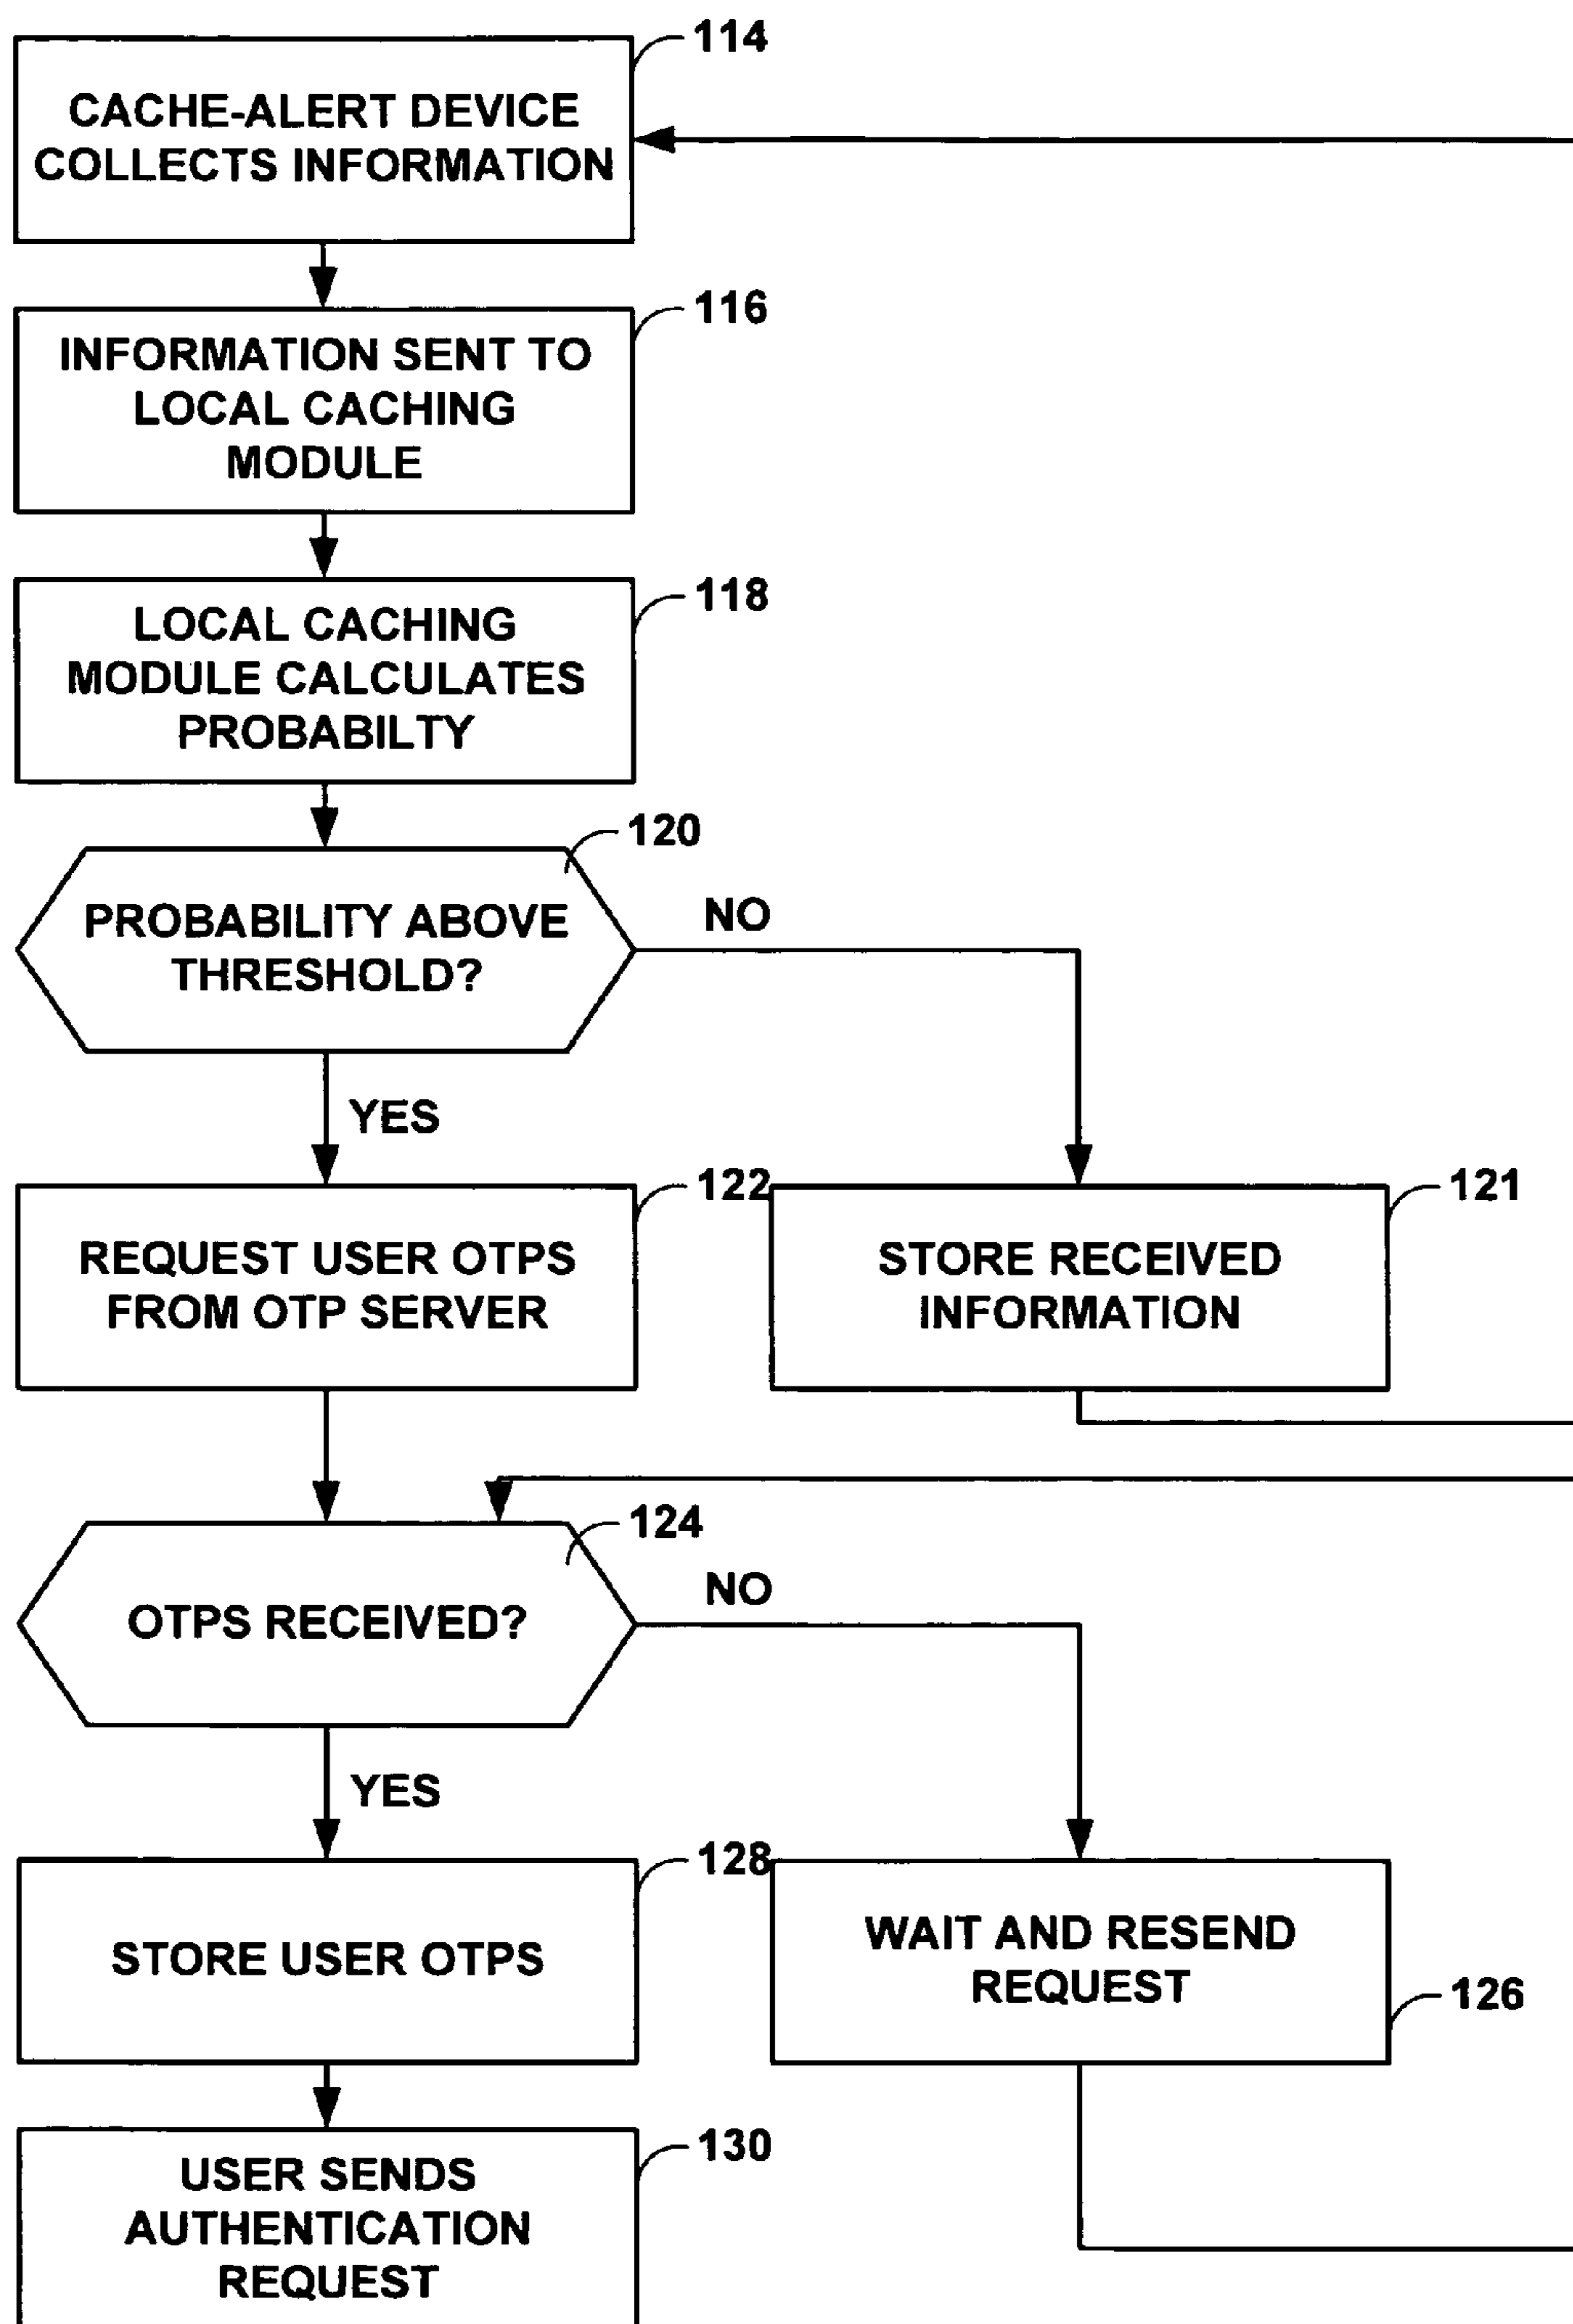 114
CACHE-ALERT DEVICE
COLLECTS INFORMATION
116
INFORMATION SENT TO
LOCAL CACHING
MODULE
118
LOCAL CACHING
MODULE CALCULATES
PROBABILTY
120
PROBABILITY ABOVE
THRESHOLD?
NO
YES
122
REQUEST USER OTPS
FROM OTP SERVER
121
STORE RECEIVED
INFORMATION
124
OTPS RECEIVED?
NO
YES
128
STORE USER OTPS
WAIT AND RESEND
REQUEST
126
130
USER SENDS
AUTHENTICATION
REQUEST